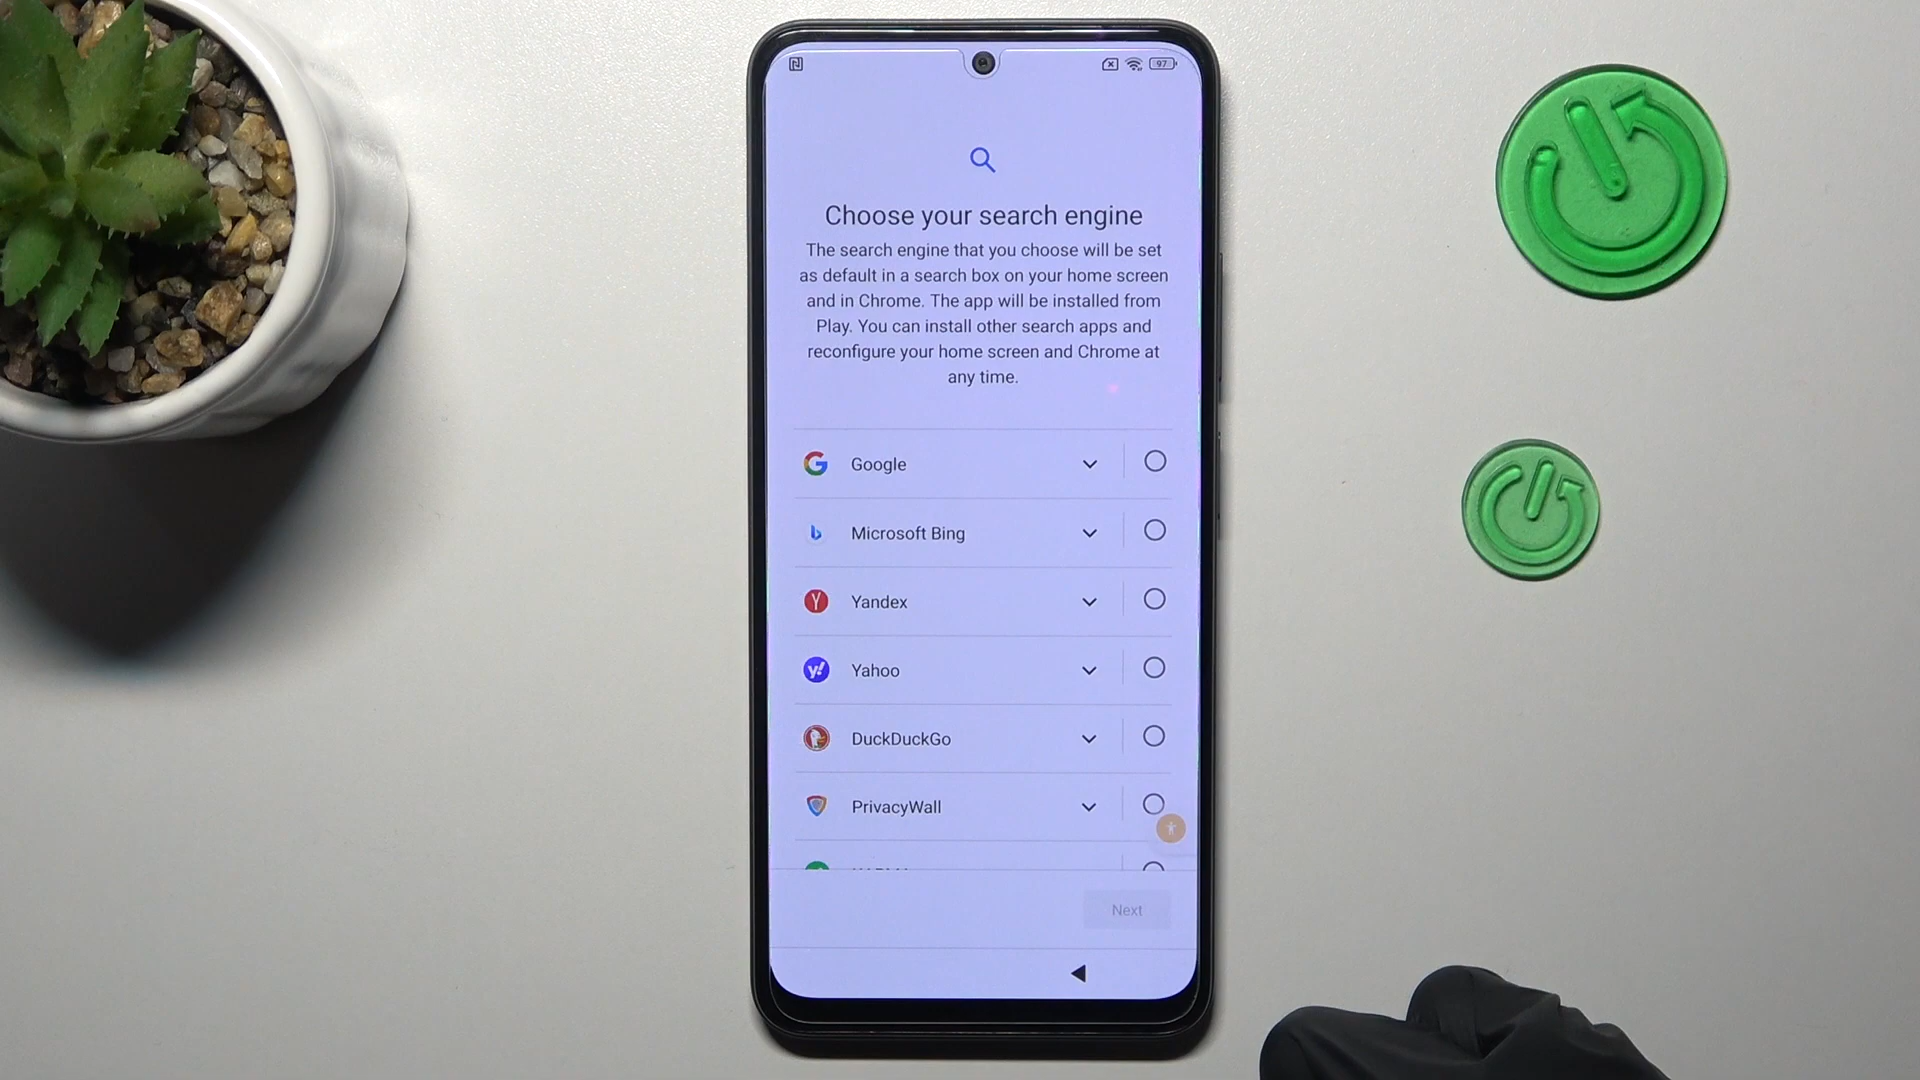 97
Choose your search engine
The search engine that you choose will be set
as default in a search box on your home screen
and in Chrome. The app will be installed from
Play. You can install other search apps and
reconfigure your home screen and Chrome at
any time.
Google
Microsoft Bing
Yandex
Yahoo
DuckDuckGo
PrivacyWall
Next